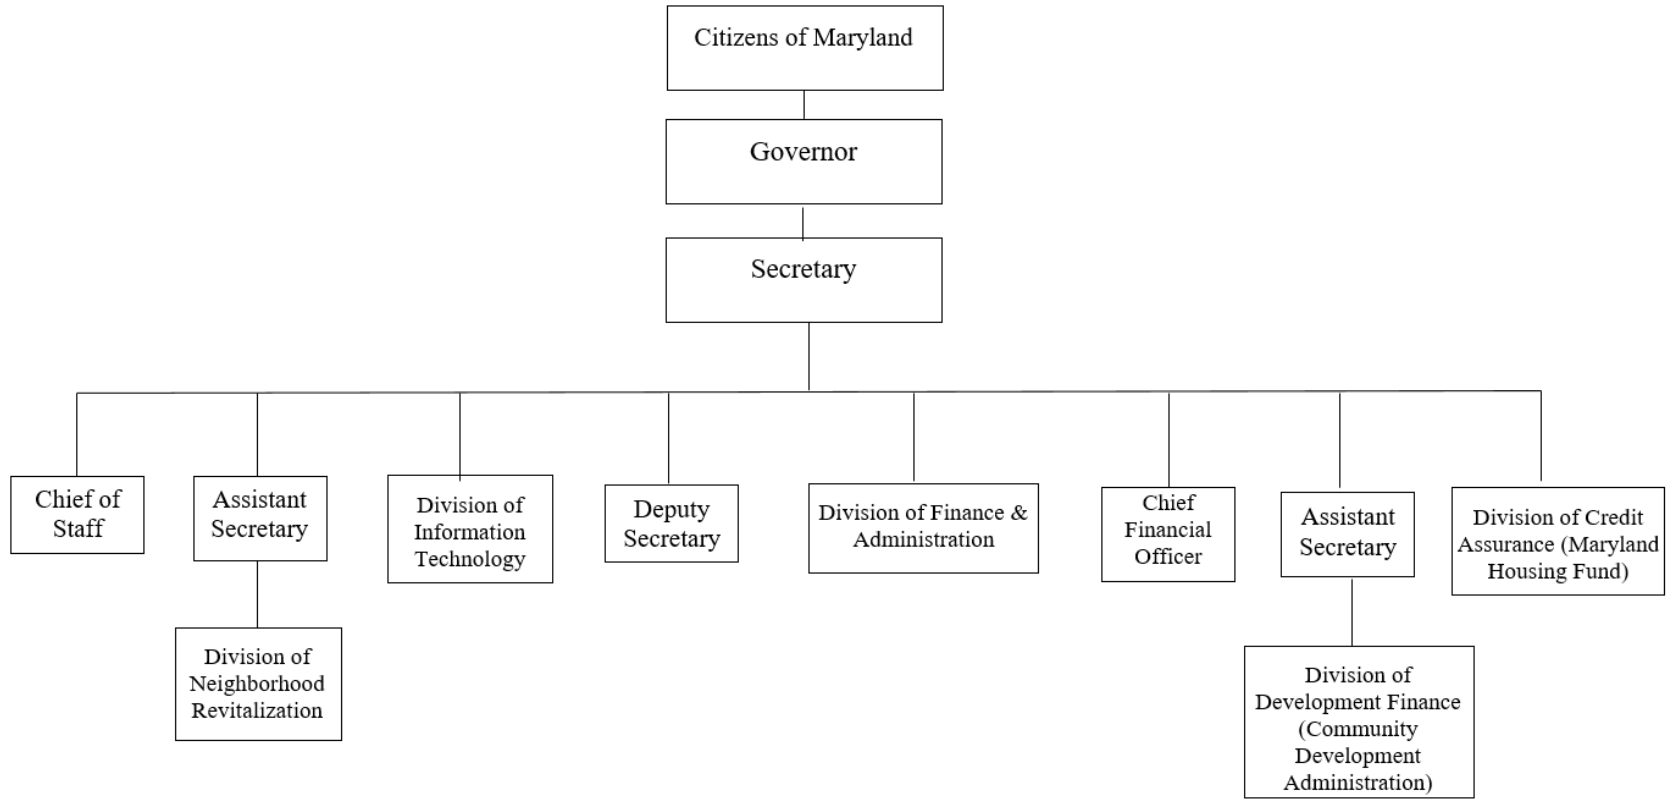 Citizens of Maryland
Governor
Secretary
Chief of
Staff
Assistant
Secretary
Division of
Information
Technology
Deputy
Secretary
Division of Finance &
Administration
Chief
Financial
Officer
Assistant
Secretary
Division of Credit
Assurance (Maryland
Housing Fund)
Division of
Neighborhood
Revitalization
Division of
Development Finance
(Community
Development
Administration)